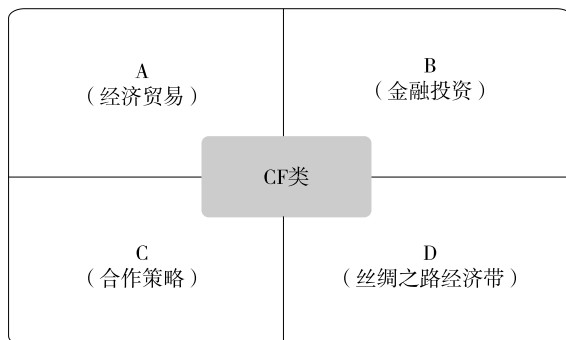 A
（经济贸易）
B
（金融投资）
CF类
C
（合作策略）
D
（丝绸之路经济带）